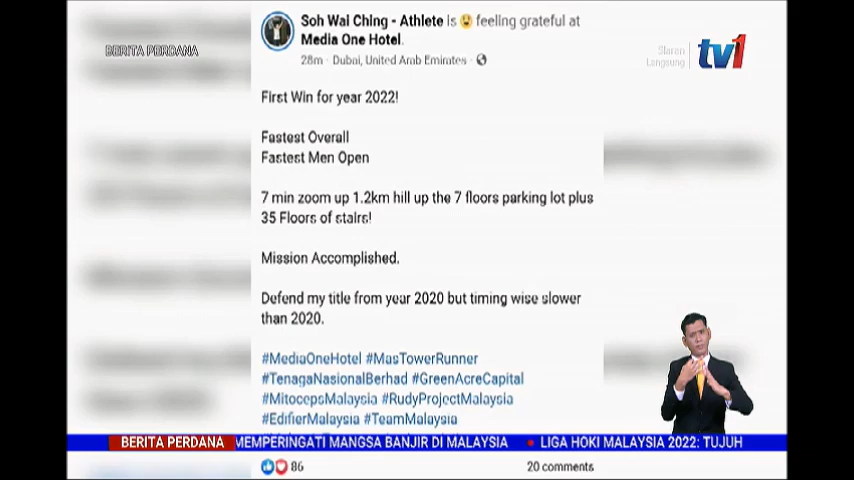 Soh Wai Ching - Athlete is feeling grateful at
Media One Hotel.
28m · Dubai, United Arab Emirates ·
BERITA PERDANA
Siaran
Langsung
tv1
First Win for year 2022!
Fastest Overall
Fastest Men Open
7 min zoom up 1.2km hill up the 7 floors parking lot plus
35 Floors of stairs!
Mission Accomplished.
Defend my title from year 2020 but timing wise slower
than 2020.
#MediaOneHotel #MasTowerRunner
#TenagaNasionalBerhad #GreenAcreCapital
#MitocepsMalaysia #RudyProjectMalaysia
#EdifierMalaysia #TeamMalaysia
BERITA PERDANA MEMPERINGATI MANGSA BANJIR DI MALAYSIA • LIGA HOKI MALAYSIA 2022: TUJUH
86 20 comments